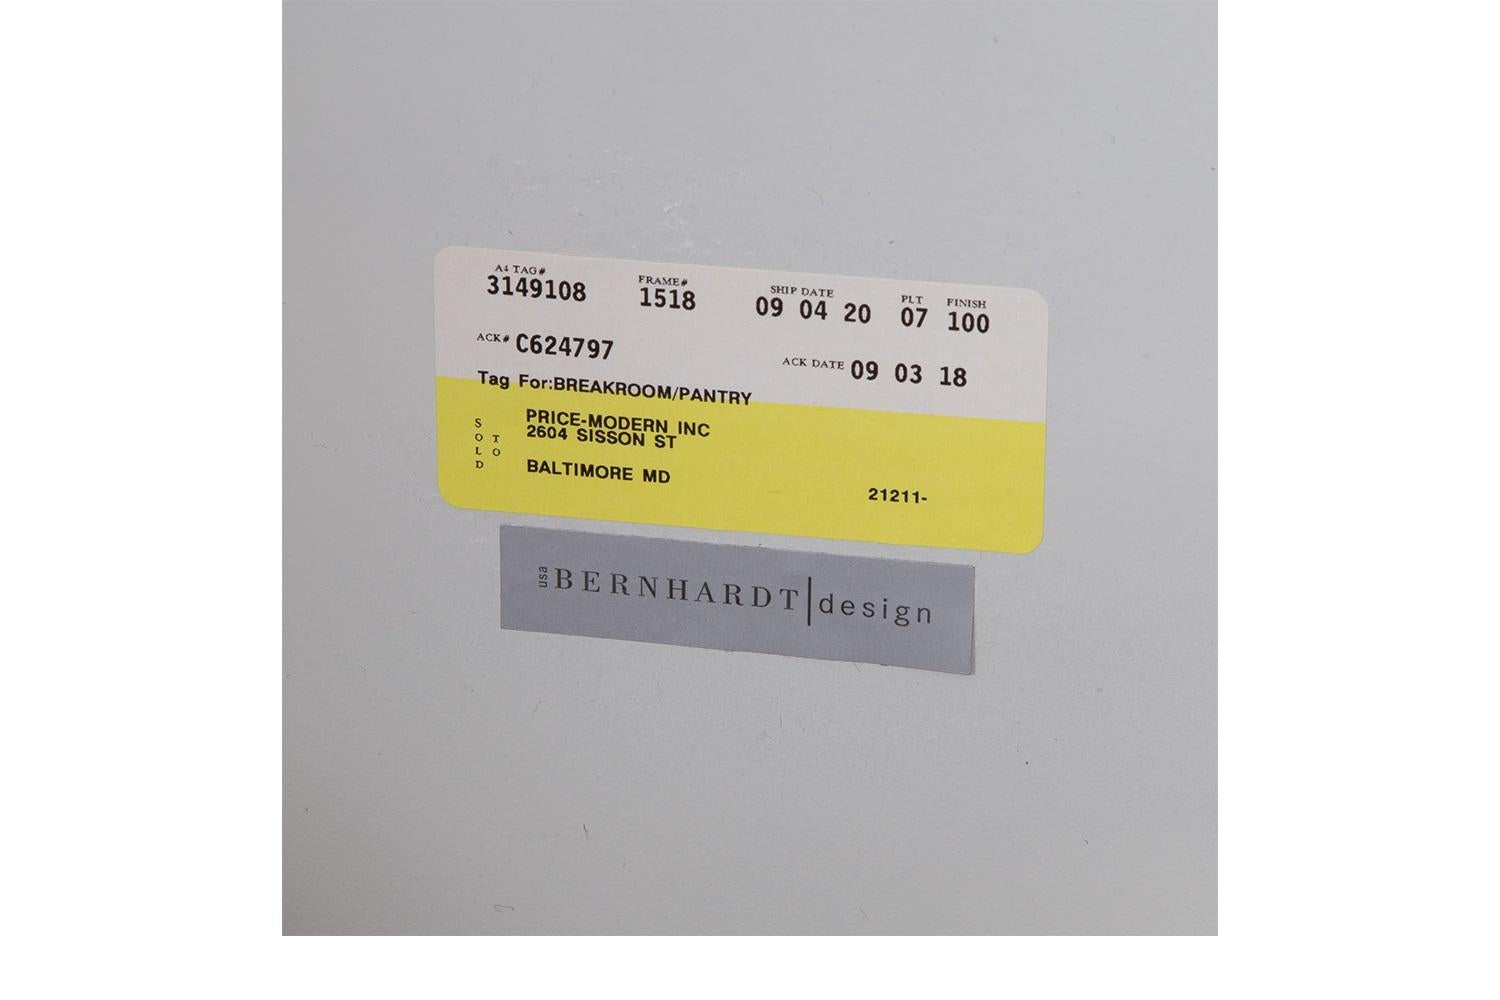 A4 TAG# FRAME# SHIP DATE PLT FINISH
3149108 1518 09 04 20 07 100
ACK# C624797 ACK DATE 09 03 18
Tag For:BREAKROOM/PANTRY
SOLD TO
PRICE-MODERN INC
2604 SISSON ST
BALTIMORE MD 21211-
usa BERNHARDT|design